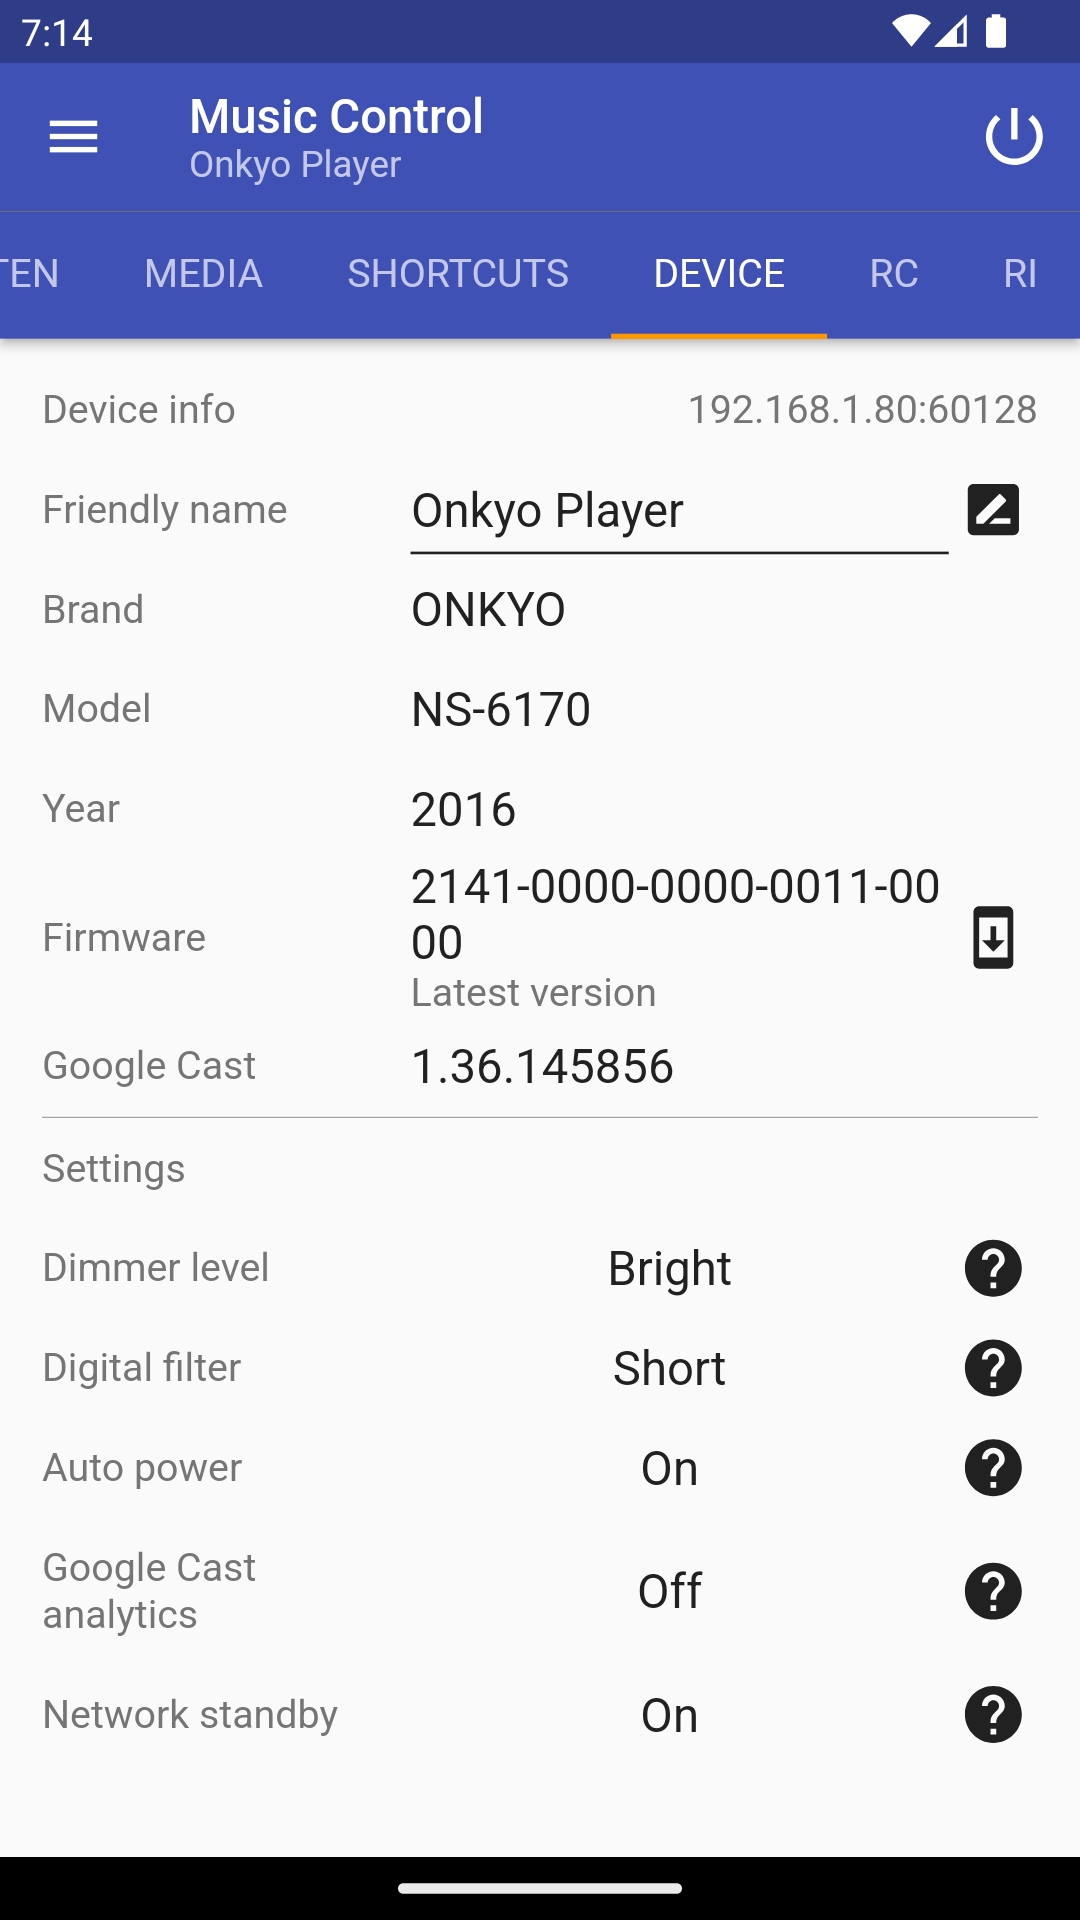 7:14
Music Control
Onkyo Player
TEN MEDIA SHORTCUTS DEVICE RC RI
Device info 192.168.1.80:60128
Friendly name Onkyo Player
Brand ONKYO
Model NS-6170
Year 2016
Firmware 2141-0000-0000-0011-00
00
Latest version
Google Cast 1.36.145856
Settings
Dimmer level Bright ?
Digital filter Short ?
Auto power On ?
Google Cast
analytics Off ?
Network standby On ?